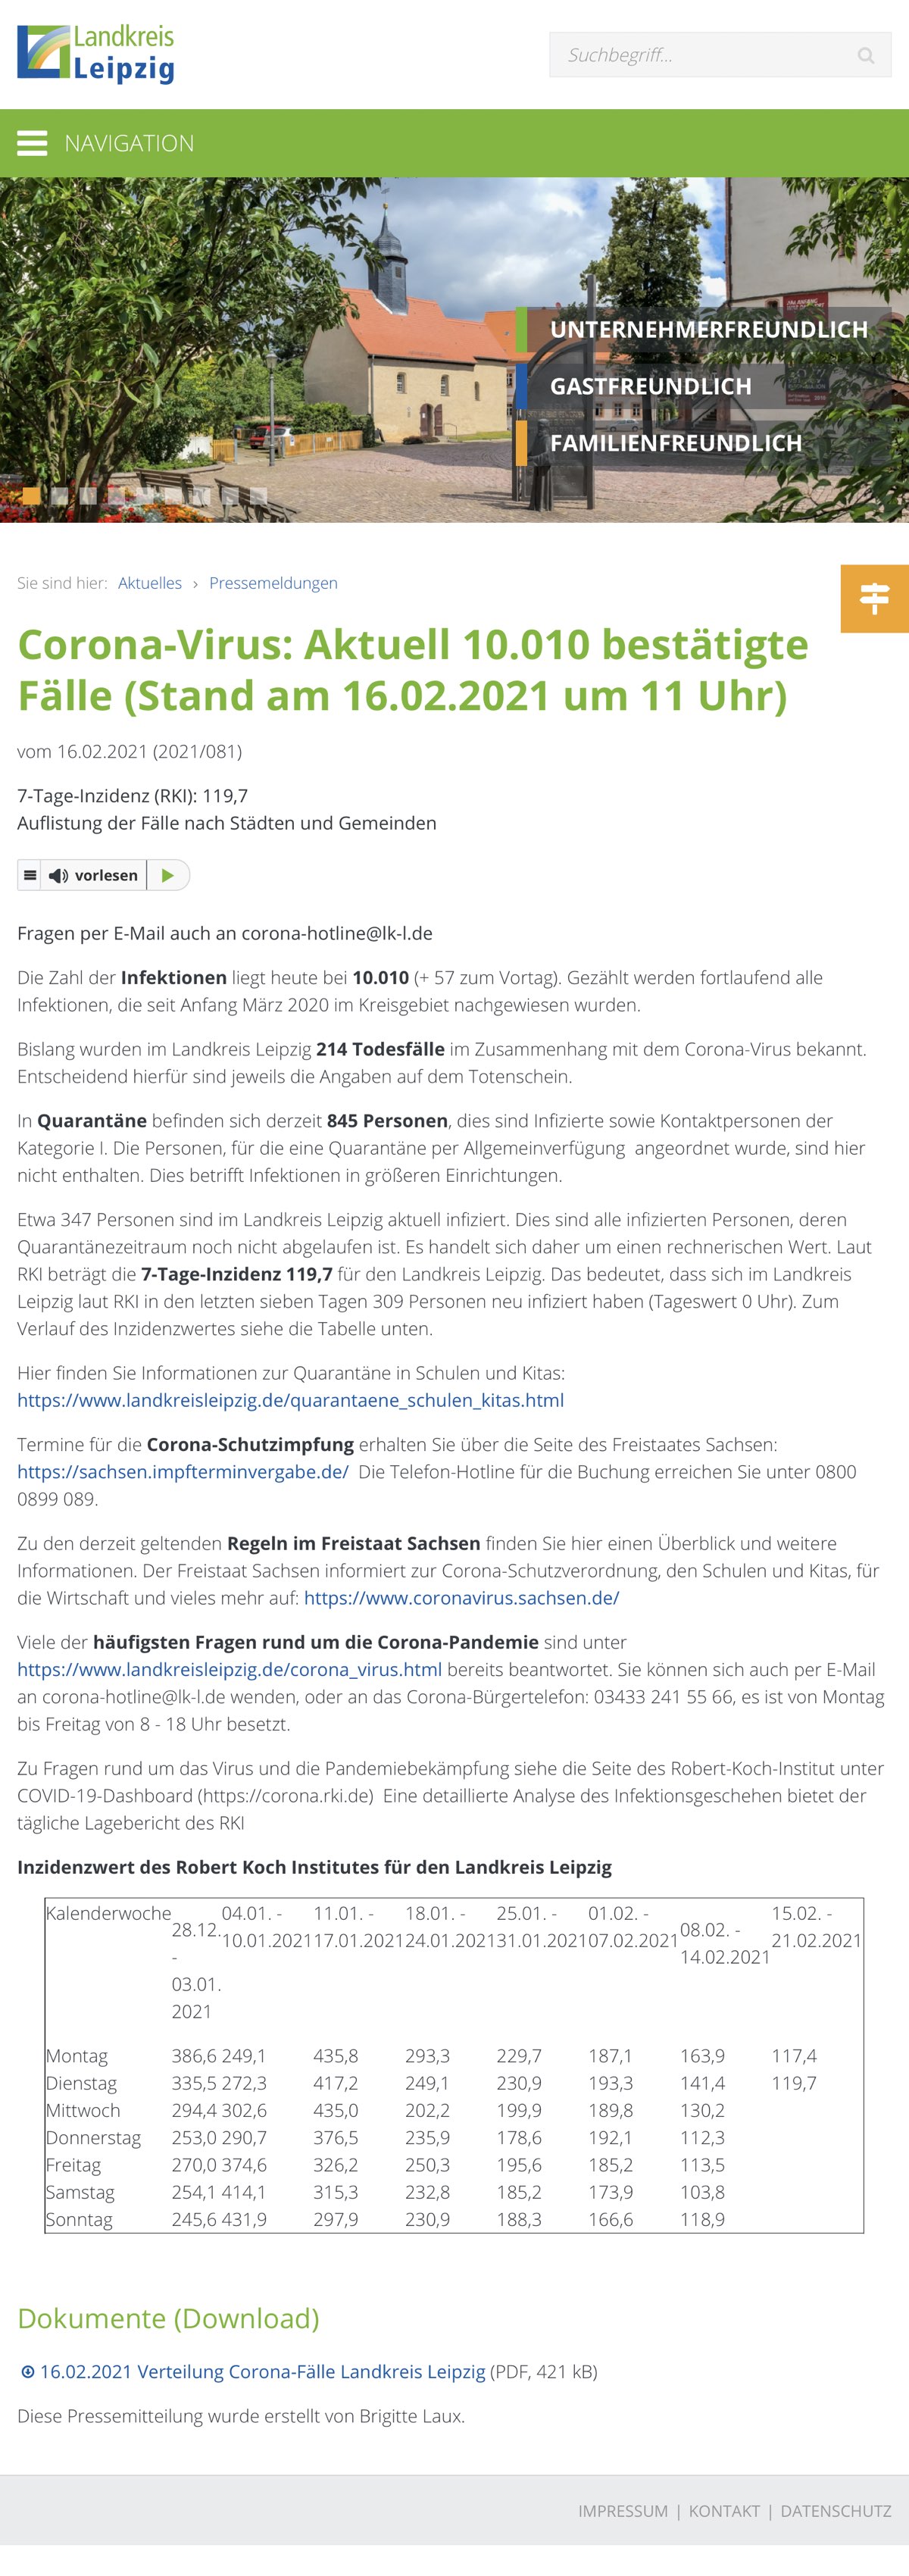 Landkreis
Leipzig
Suchbegriff...
NAVIGATION
UNTERNEHMERFREUNDLICH
GASTFREUNDLICH
FAMILIENFREUNDLICH
Sie sind hier: Aktuelles › Pressemeldungen
Corona-Virus: Aktuell 10.010 bestätigte
Fälle (Stand am 16.02.2021 um 11 Uhr)
vom 16.02.2021 (2021/081)
7-Tage-Inzidenz (RKI): 119,7
Auflistung der Fälle nach Städten und Gemeinden
vorlesen
Fragen per E-Mail auch an corona-hotline@lk-l.de
Die Zahl der Infektionen liegt heute bei 10.010 (+ 57 zum Vortag). Gezählt werden fortlaufend alle
Infektionen, die seit Anfang März 2020 im Kreisgebiet nachgewiesen wurden.
Bislang wurden im Landkreis Leipzig 214 Todesfälle im Zusammenhang mit dem Corona-Virus bekannt.
Entscheidend hierfür sind jeweils die Angaben auf dem Totenschein.
In Quarantäne befinden sich derzeit 845 Personen, dies sind Infizierte sowie Kontaktpersonen der
Kategorie I. Die Personen, für die eine Quarantäne per Allgemeinverfügung  angeordnet wurde, sind hier
nicht enthalten. Dies betrifft Infektionen in größeren Einrichtungen.
Etwa 347 Personen sind im Landkreis Leipzig aktuell infiziert. Dies sind alle infizierten Personen, deren
Quarantänezeitraum noch nicht abgelaufen ist. Es handelt sich daher um einen rechnerischen Wert. Laut
RKI beträgt die 7-Tage-Inzidenz 119,7 für den Landkreis Leipzig. Das bedeutet, dass sich im Landkreis
Leipzig laut RKI in den letzten sieben Tagen 309 Personen neu infiziert haben (Tageswert 0 Uhr). Zum
Verlauf des Inzidenzwertes siehe die Tabelle unten.
Hier finden Sie Informationen zur Quarantäne in Schulen und Kitas:
https://www.landkreisleipzig.de/quarantaene_schulen_kitas.html
Termine für die Corona-Schutzimpfung erhalten Sie über die Seite des Freistaates Sachsen:
https://sachsen.impfterminvergabe.de/  Die Telefon-Hotline für die Buchung erreichen Sie unter 0800
0899 089.
Zu den derzeit geltenden Regeln im Freistaat Sachsen finden Sie hier einen Überblick und weitere
Informationen. Der Freistaat Sachsen informiert zur Corona-Schutzverordnung, den Schulen und Kitas, für
die Wirtschaft und vieles mehr auf: https://www.coronavirus.sachsen.de/
Viele der häufigsten Fragen rund um die Corona-Pandemie sind unter
https://www.landkreisleipzig.de/corona_virus.html bereits beantwortet. Sie können sich auch per E-Mail
an corona-hotline@lk-l.de wenden, oder an das Corona-Bürgertelefon: 03433 241 55 66, es ist von Montag
bis Freitag von 8 - 18 Uhr besetzt.
Zu Fragen rund um das Virus und die Pandemiebekämpfung siehe die Seite des Robert-Koch-Institut unter
COVID-19-Dashboard (https://corona.rki.de)  Eine detaillierte Analyse des Infektionsgeschehen bietet der
tägliche Lagebericht des RKI
Inzidenzwert des Robert Koch Institutes für den Landkreis Leipzig
Kalenderwoche 28.12. - 03.01. 2021 04.01. - 10.01.2021 11.01. - 17.01.2021 18.01. - 24.01.2021 25.01. - 31.01.2021 01.02. - 07.02.2021 08.02. - 14.02.2021 15.02. - 21.02.2021
Montag 386,6 249,1 435,8 293,3 229,7 187,1 163,9 117,4
Dienstag 335,5 272,3 417,2 249,1 230,9 193,3 141,4 119,7
Mittwoch 294,4 302,6 435,0 202,2 199,9 189,8 130,2
Donnerstag 253,0 290,7 376,5 235,9 178,6 192,1 112,3
Freitag 270,0 374,6 326,2 250,3 195,6 185,2 113,5
Samstag 254,1 414,1 315,3 232,8 185,2 173,9 103,8
Sonntag 245,6 431,9 297,9 230,9 188,3 166,6 118,9
Dokumente (Download)
16.02.2021 Verteilung Corona-Fälle Landkreis Leipzig (PDF, 421 kB)
Diese Pressemitteilung wurde erstellt von Brigitte Laux.
IMPRESSUM | KONTAKT | DATENSCHUTZ